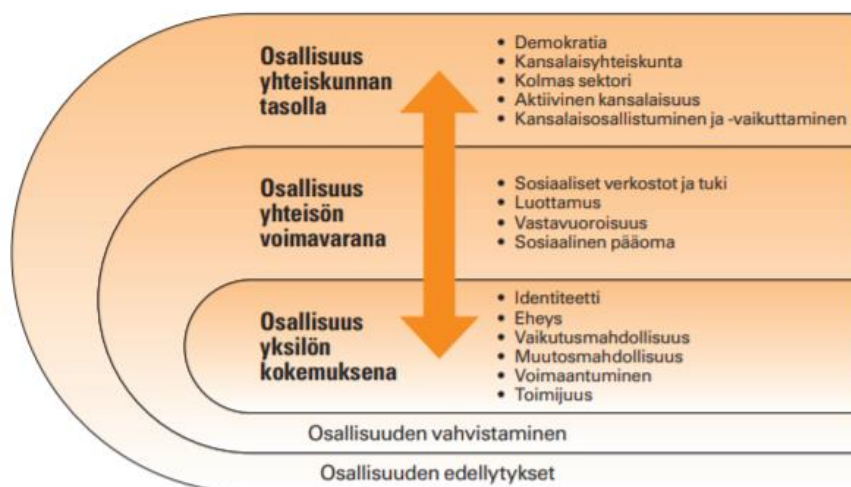 Osallisuus
yhteiskunnan
tasolla
• Demokratia
• Kansalaisyhteiskunta
• Kolmas sektori
• Aktiivinen kansalaisuus
• Kansalaisosallistuminen ja -vaikuttaminen
Osallisuus
yhteisön
voimavarana
• Sosiaaliset verkostot ja tuki
• Luottamus
• Vastavuoroisuus
• Sosiaalinen pääoma
Osallisuus
yksilön
kokemuksena
• Identiteetti
• Eheys
• Vaikutusmahdollisuus
• Muutosmahdollisuus
• Voimaantuminen
• Toimijuus
Osallisuuden vahvistaminen
Osallisuuden edellytykset